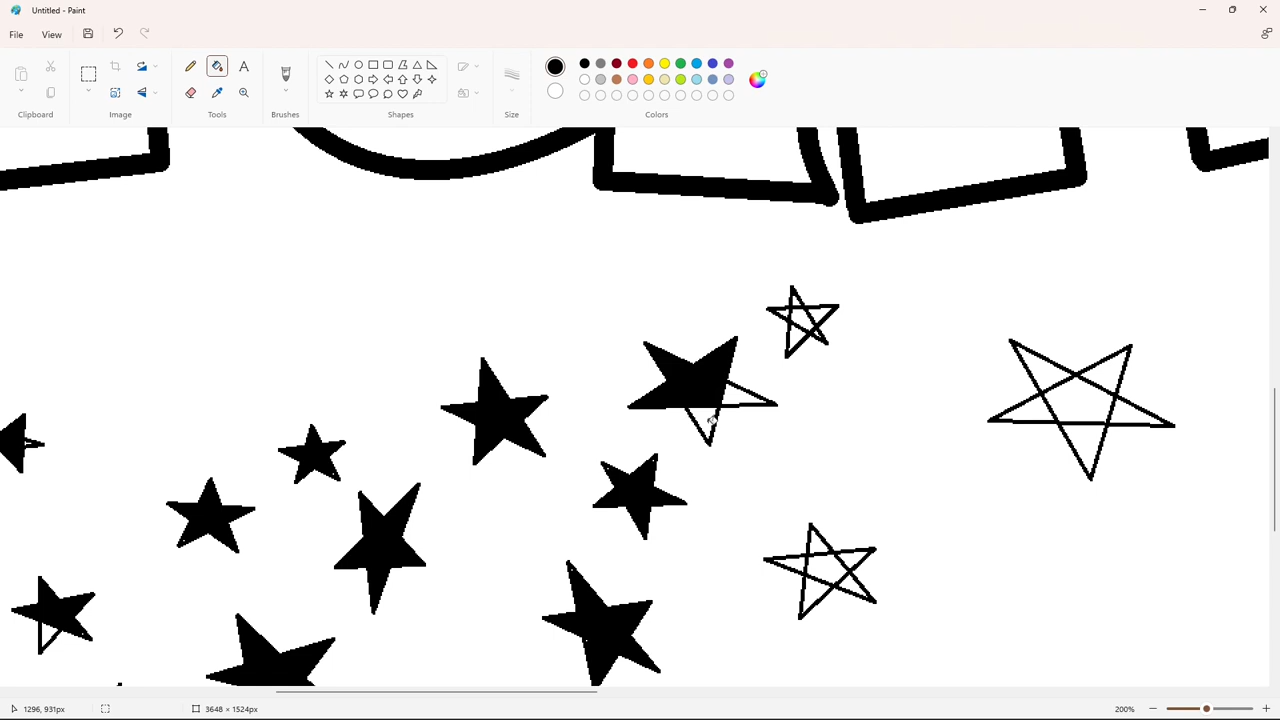 Untitled - Paint
File View
Clipboard Image Tools Brushes Shapes Size Colors
A
1296, 931px 3648 × 1524px 200%